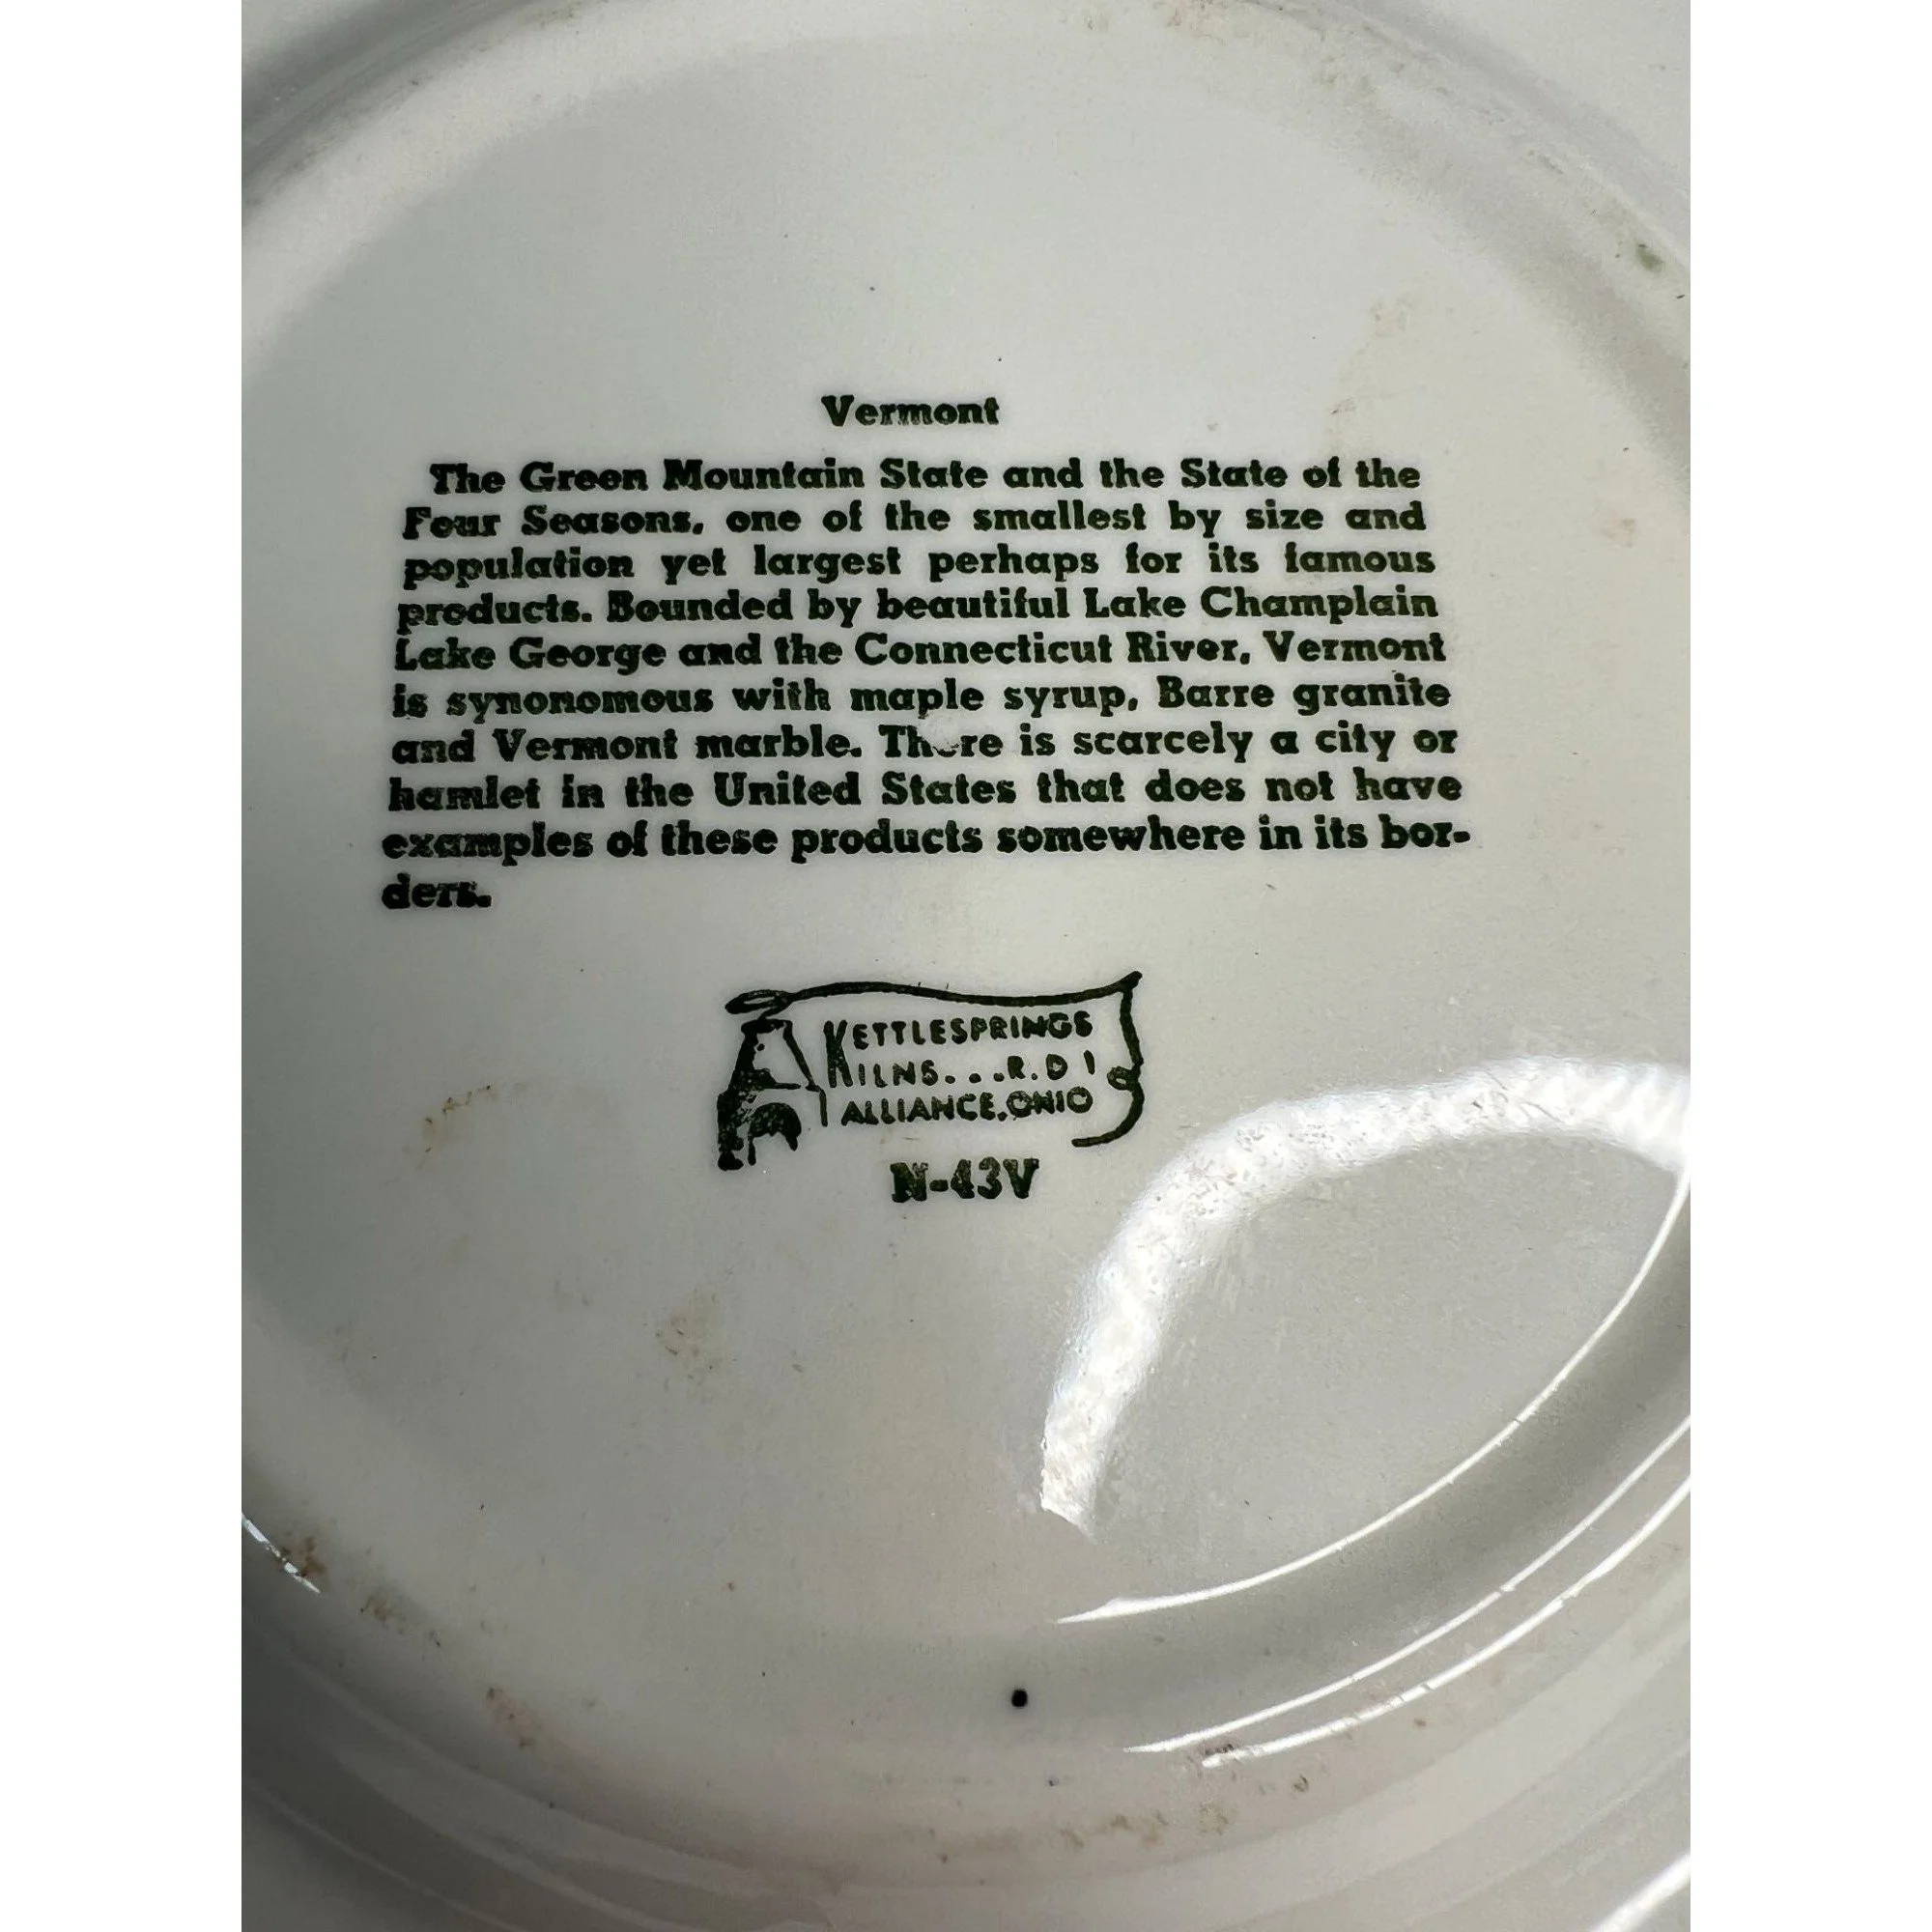 Vermont
The Green Mountain State and the State of the
Four Seasons, one of the smallest by size and
population yet largest perhaps for its famous
products. Bounded by beautiful Lake Champlain
Lake George and the Connecticut River, Vermont
is synonomous with maple syrup, Barre granite
and Vermont marble. There is scarcely a city or
hamlet in the United States that does not have
examples of these products somewhere in its bor-
ders.
KETTLESPRINGS
KILNS...R.D 1
ALLIANCE, OHIO
N-43V